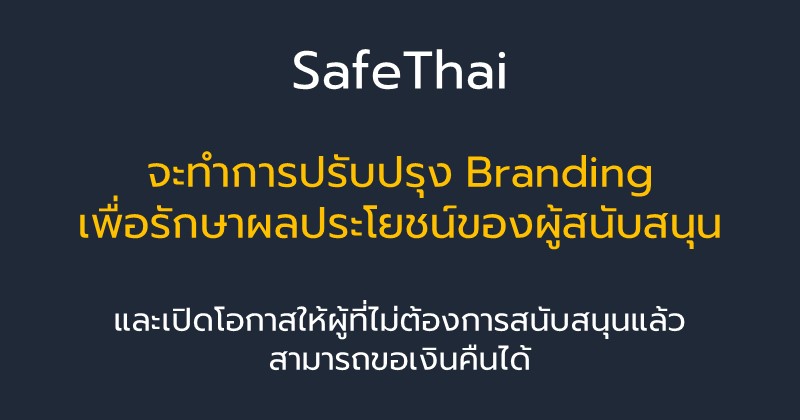 SafeThai
จะทำการปรับปรุง Branding
เพื่อรักษาผลประโยชน์ของผู้สนับสนุน
และเปิดโอกาสให้ผู้ที่ไม่ต้องการสนับสนุนแล้ว
สามารถขอเงินคืนได้